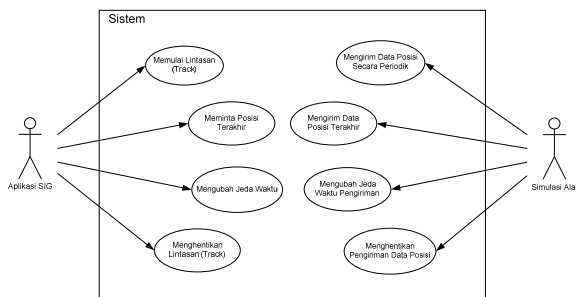 Sistem
Memulai Lintasan
(Track)
Mengirim Data Posisi
Secara Periodik
Meminta Posisi
Terakhir
Mengirim Data
Posisi Terakhir
Aplikasi SIG
Simulasi Ala
Mengubah Jeda Waktu
Mengubah Jeda
Waktu Pengiriman
Menghentikan
Lintasan (Track)
Menghentikan
Pengiriman Data Posisi